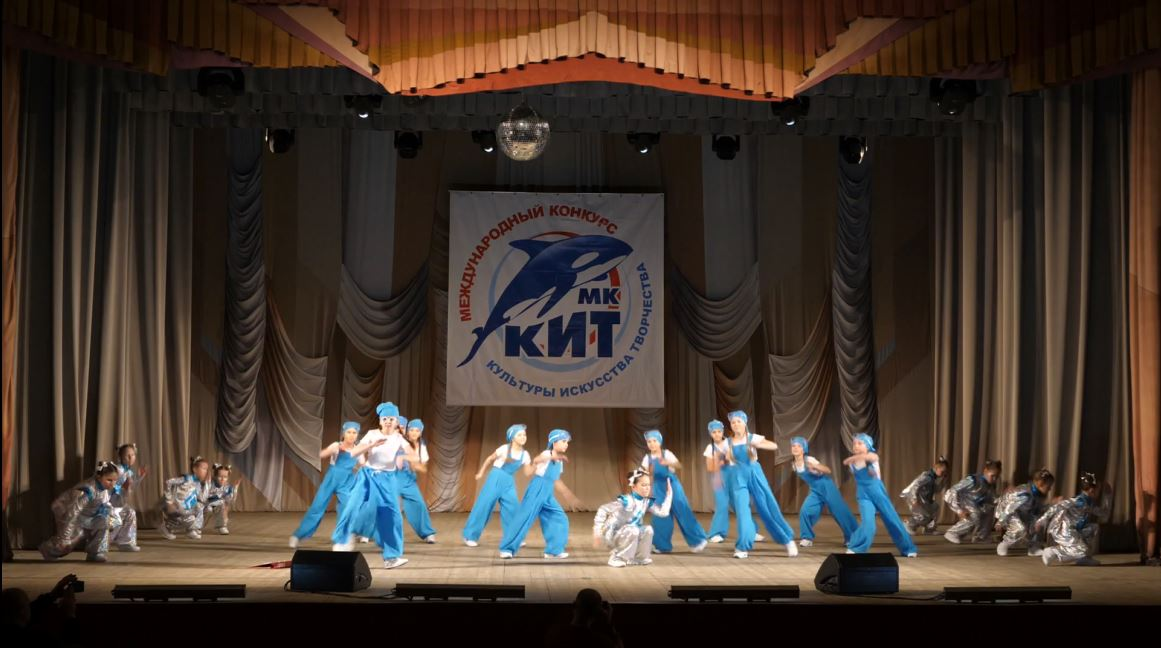 МЕЖДУНАРОДНЫЙ КОНКУРС
МК
КИТ
КУЛЬТУРЫ ИСКУССТВА ТВОРЧЕСТВА